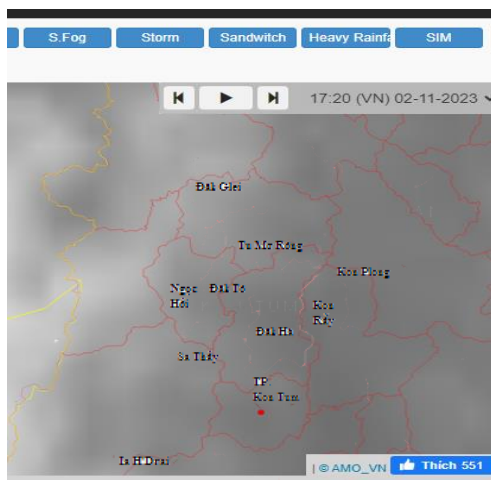 S.Fog
Storm
Sandwitch
Heavy Rainfa
SIM
17:20 (VN) 02-11-2023
Đăk Glei
Tu Mơ Rông
Kon Plong
Ngọc
Hồi
Đăk Tô
Kon
Rẫy
Đăk Hà
Sa Thầy
TP.
Kon Tum
Ia H Drai
| © AMO_VN
Thích 551